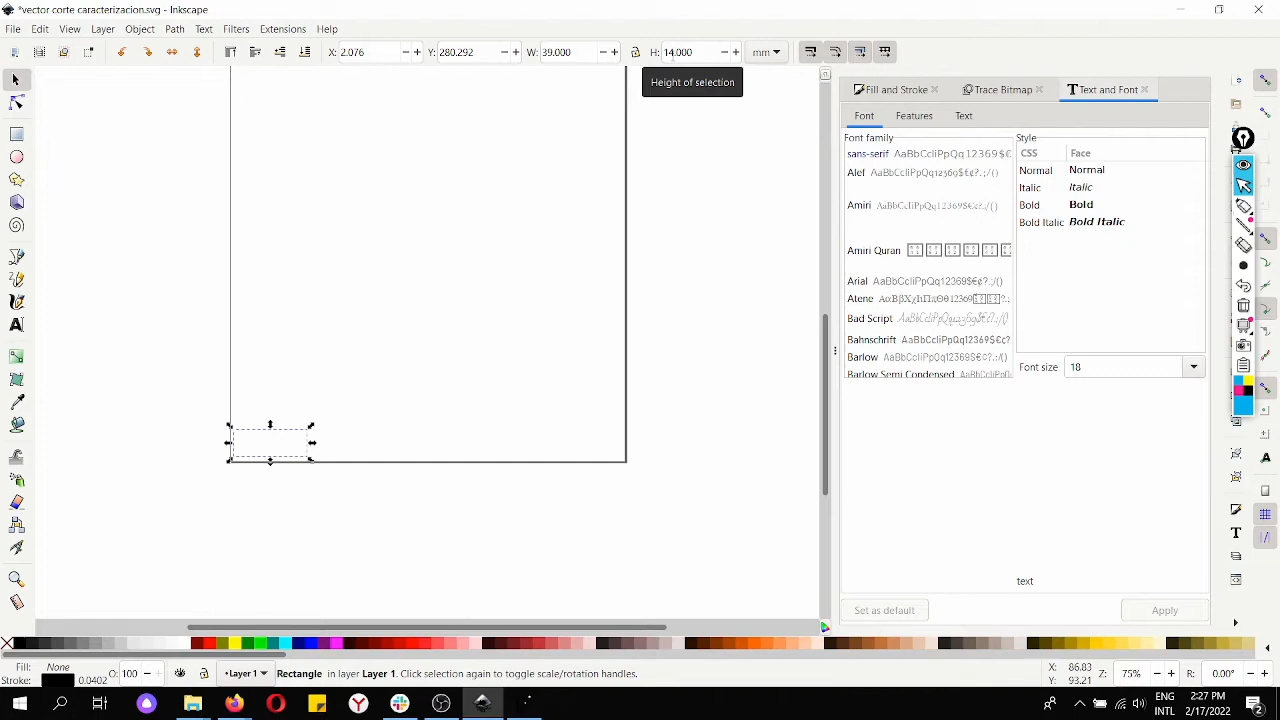 *vector corte caracterizacion.svg - Inkscape
File Edit View Layer Object Path Text Filters Extensions Help
X: 2.076 − + Y: 280.292 − + W: 39.000 − + H: 14.000 − + mm
Height of selection
Fill and Stroke Trace Bitmap Text and Font
Font Features Text
Font family Style
sans-serif AaBbCcIiPpQq12369$€
CSS Face
Alef AaBbCcIiPpQq12369$€¢?.;/()
Normal Normal
Italic Italic
Amiri AaBbCcIiPpQq12369$€¢?.;/()
Bold Bold
Bold Italic Bold Italic
Amiri Quran
Arial AaBbCcIiPpQq12369$€¢?.;/()
Bad Script AaBbCcIiPpQq12369$€¢?.;/()
Bahnschrift AaBbCcIiPpQq12369$€¢?.;/(
Barlow AaBbCcIiPpQq12369$€¢?.;/()
Barlow Semi Condensed
Font size 18
text
Set as default Apply
Fill: None
Stroke: 0.0402 O: 100 − + Layer 1 Rectangle in layer Layer 1. Click selection again to toggle scale/rotation handles.
X: 86.83
Y: 93.21
Z: 75% − + R: 0.00° − +
ENG
INTL
2:27 PM
2/17/2022
2